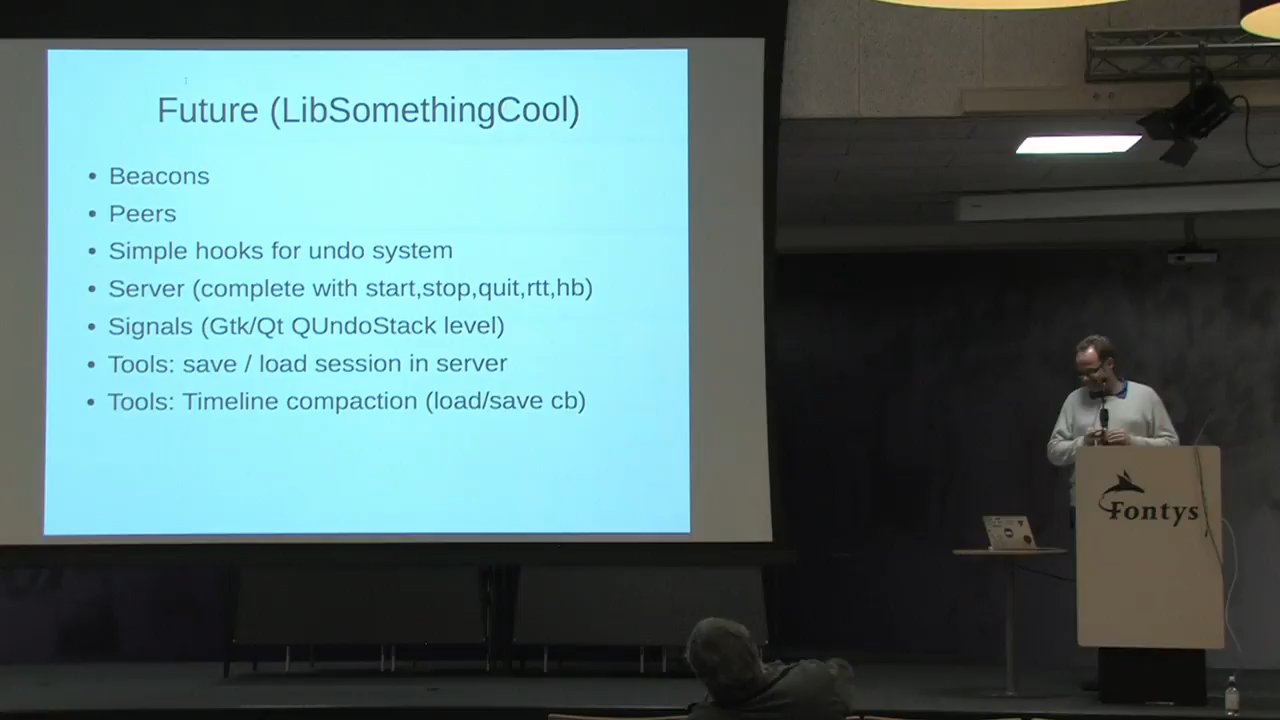 Future (LibSomethingCool)
• Beacons
• Peers
• Simple hooks for undo system
• Server (complete with start,stop,quit,rtt,hb)
• Signals (Gtk/Qt QUndoStack level)
• Tools: save / load session in server
• Tools: Timeline compaction (load/save cb)
Fontys